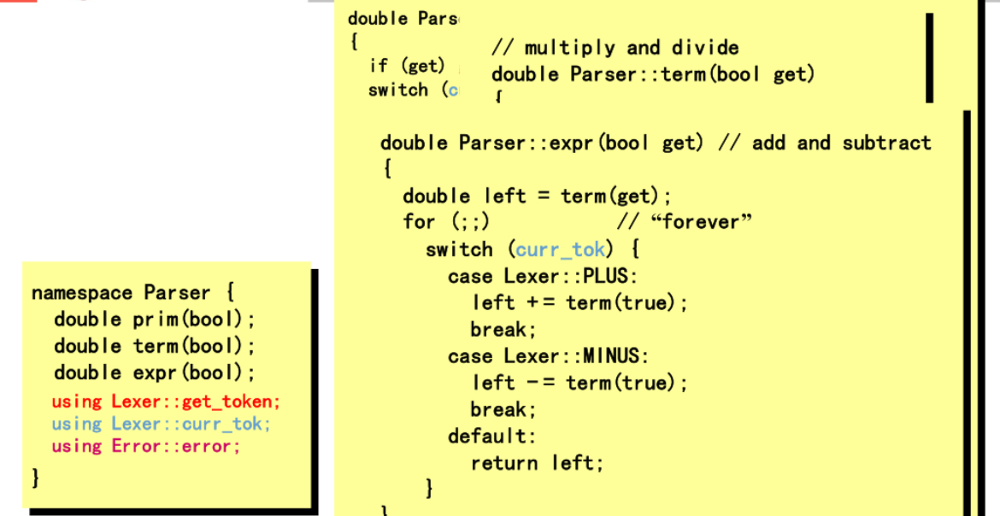 double Pars
{
if (get)
switch (c
// multiply and divide
double Parser::term(bool get)
{
double Parser::expr(bool get) // add and subtract
{
double left = term(get);
for (;;) // “forever”
switch (curr_tok) {
case Lexer::PLUS:
left += term(true);
break;
case Lexer::MINUS:
left -= term(true);
break;
default:
return left;
}
}
namespace Parser {
double prim(bool);
double term(bool);
double expr(bool);
using Lexer::get_token;
using Lexer::curr_tok;
using Error::error;
}